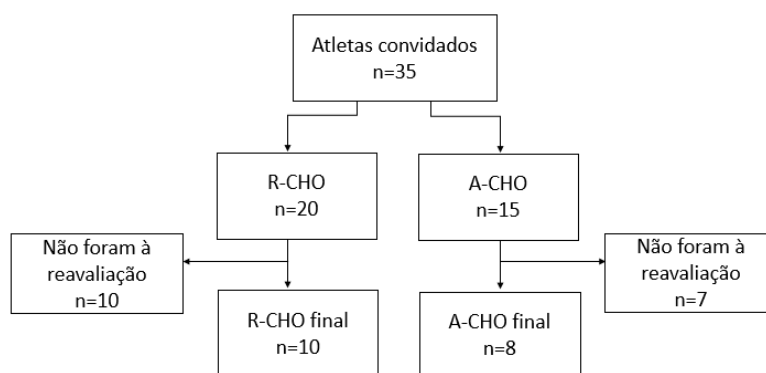 Atletas convidados
n=35
R-CHO
n=20
A-CHO
n=15
Não foram à
reavaliação
n=10
Não foram à
reavaliação
n=7
R-CHO final
n=10
A-CHO final
n=8